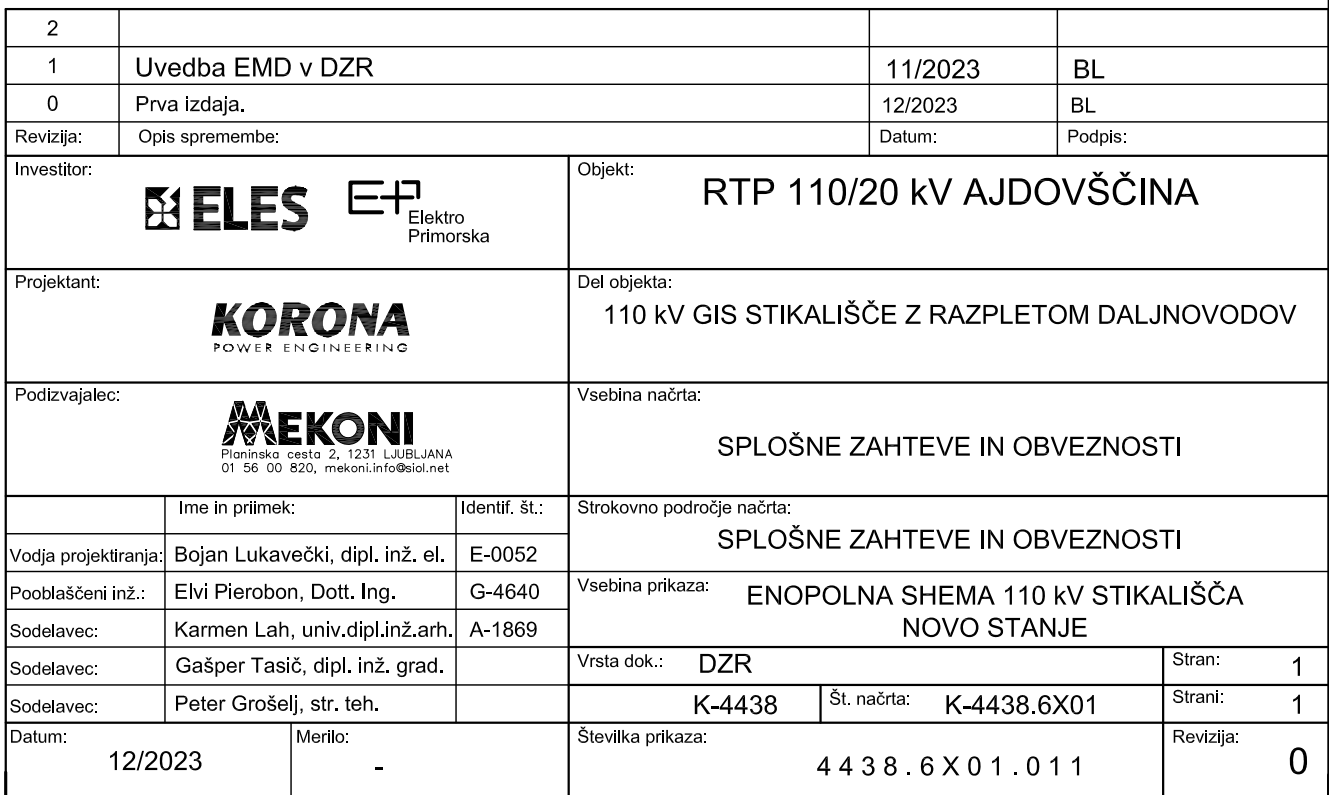 2
1 Uvedba EMD v DZR 11/2023 BL
0 Prva izdaja. 12/2023 BL
Revizija: Opis spremembe: Datum: Podpis:
Investitor:
ELES
Elektro
Primorska
Objekt:
RTP 110/20 kV AJDOVŠČINA
Projektant:
KORONA
POWER ENGINEERING
Del objekta:
110 kV GIS STIKALIŠČE Z RAZPLETOM DALJNOVODOV
Podizvajalec:
MEKONI
Planinska cesta 2, 1231 LJUBLJANA
01 56 00 820, mekoni.info@siol.net
Vsebina načrta:
SPLOŠNE ZAHTEVE IN OBVEZNOSTI
Ime in priimek: Identif. št.:
Vodja projektiranja: Bojan Lukavečki, dipl. inž. el. E-0052
Pooblaščeni inž.: Elvi Pierobon, Dott. Ing. G-4640
Sodelavec: Karmen Lah, univ.dipl.inž.arh. A-1869
Sodelavec: Gašper Tasič, dipl. inž. grad.
Sodelavec: Peter Grošelj, str. teh.
Strokovno področje načrta:
SPLOŠNE ZAHTEVE IN OBVEZNOSTI
Vsebina prikaza:
ENOPOLNA SHEMA 110 kV STIKALIŠČA
NOVO STANJE
Vrsta dok.: DZR Stran: 1
K-4438 Št. načrta: K-4438.6X01 Strani: 1
Datum: 12/2023
Merilo: -
Številka prikaza: 4438.6X01.011
Revizija: 0